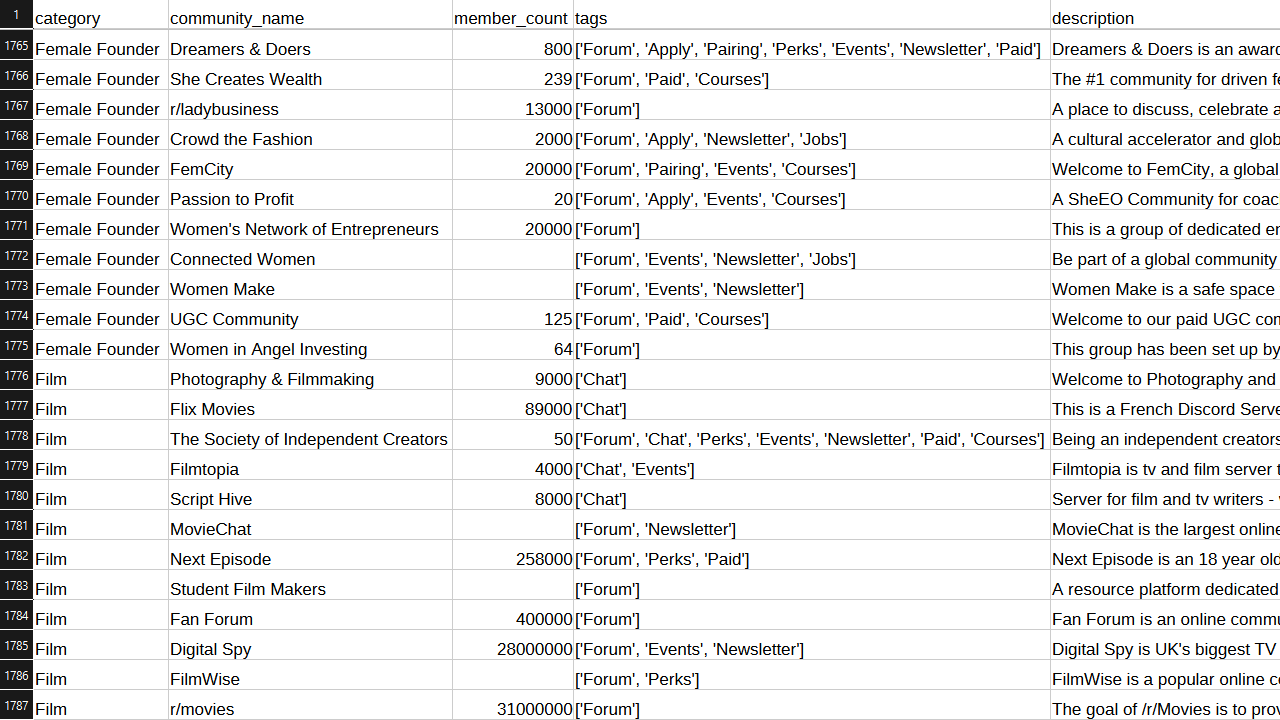 1 category community_name member_count tags description
1765 Female Founder Dreamers & Doers 800 ['Forum', 'Apply', 'Pairing', 'Perks', 'Events', 'Newsletter', 'Paid'] Dreamers & Doers is an award
1766 Female Founder She Creates Wealth 239 ['Forum', 'Paid', 'Courses'] The #1 community for driven fe
1767 Female Founder r/ladybusiness 13000 ['Forum'] A place to discuss, celebrate a
1768 Female Founder Crowd the Fashion 2000 ['Forum', 'Apply', 'Newsletter', 'Jobs'] A cultural accelerator and glob
1769 Female Founder FemCity 20000 ['Forum', 'Pairing', 'Events', 'Courses'] Welcome to FemCity, a global
1770 Female Founder Passion to Profit 20 ['Forum', 'Apply', 'Events', 'Courses'] A SheEO Community for coac
1771 Female Founder Women's Network of Entrepreneurs 20000 ['Forum'] This is a group of dedicated en
1772 Female Founder Connected Women ['Forum', 'Events', 'Newsletter', 'Jobs'] Be part of a global community
1773 Female Founder Women Make ['Forum', 'Events', 'Newsletter'] Women Make is a safe space
1774 Female Founder UGC Community 125 ['Forum', 'Paid', 'Courses'] Welcome to our paid UGC con
1775 Female Founder Women in Angel Investing 64 ['Forum'] This group has been set up by
1776 Film Photography & Filmmaking 9000 ['Chat'] Welcome to Photography and
1777 Film Flix Movies 89000 ['Chat'] This is a French Discord Serve
1778 Film The Society of Independent Creators 50 ['Forum', 'Chat', 'Perks', 'Events', 'Newsletter', 'Paid', 'Courses'] Being an independent creators
1779 Film Filmtopia 4000 ['Chat', 'Events'] Filmtopia is tv and film server t
1780 Film Script Hive 8000 ['Chat'] Server for film and tv writers -
1781 Film MovieChat ['Forum', 'Newsletter'] MovieChat is the largest online
1782 Film Next Episode 258000 ['Forum', 'Perks', 'Paid'] Next Episode is an 18 year old
1783 Film Student Film Makers ['Forum'] A resource platform dedicated
1784 Film Fan Forum 400000 ['Forum'] Fan Forum is an online commu
1785 Film Digital Spy 28000000 ['Forum', 'Events', 'Newsletter'] Digital Spy is UK's biggest TV
1786 Film FilmWise ['Forum', 'Perks'] FilmWise is a popular online co
1787 Film r/movies 31000000 ['Forum'] The goal of /r/Movies is to prov